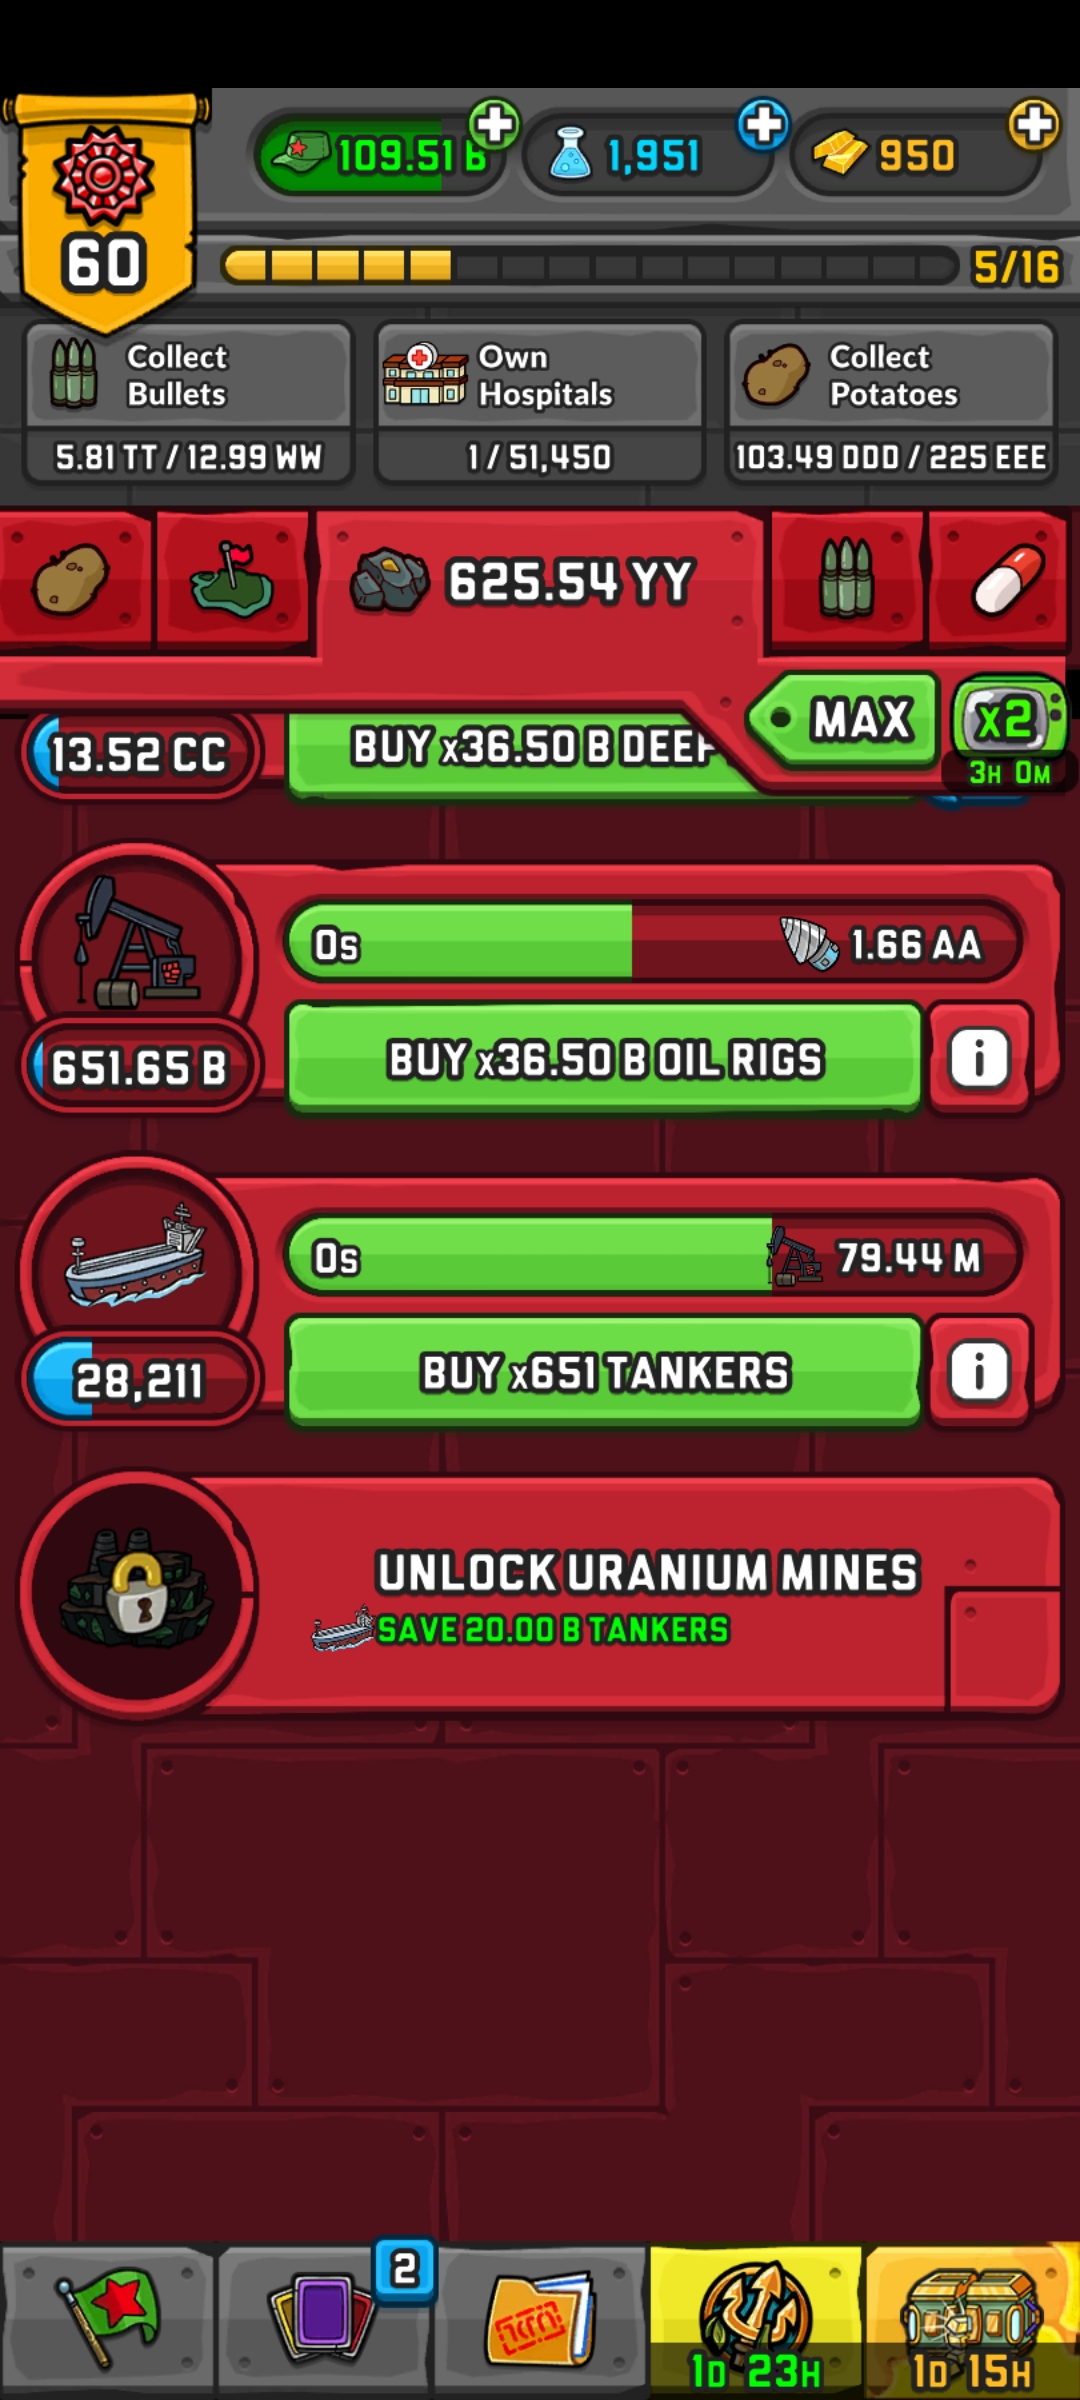 109.51 B
1,951
950
60
5/16
Collect
Bullets
5.81 TT / 12.99 WW
Own
Hospitals
1 / 51,450
Collect
Potatoes
103.49 DDD / 225 EEE
625.54 YY
MAX
x2
3H 0M
13.52 CC
BUY x36.50 B DEEP
0s
1.66 AA
651.65 B
BUY x36.50 B OIL RIGS
i
0s
79.44 M
28,211
BUY x651 TANKERS
i
UNLOCK URANIUM MINES
SAVE 20.00 B TANKERS
2
1D 23H
1D 15H